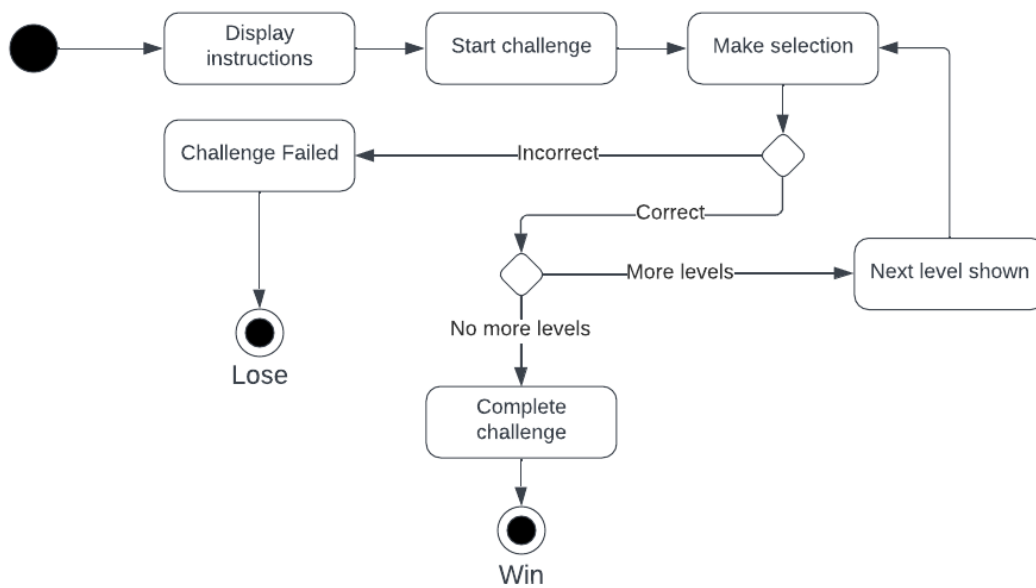 Display
instructions
Start challenge
Make selection
Challenge Failed
Incorrect
Correct
More levels
Next level shown
No more levels
Lose
Complete
challenge
Win